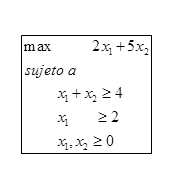 max 2x₁+5x₂
sujeto a
x₁+x₂ ≥ 4
x₁ ≥ 2
x₁, x₂ ≥ 0